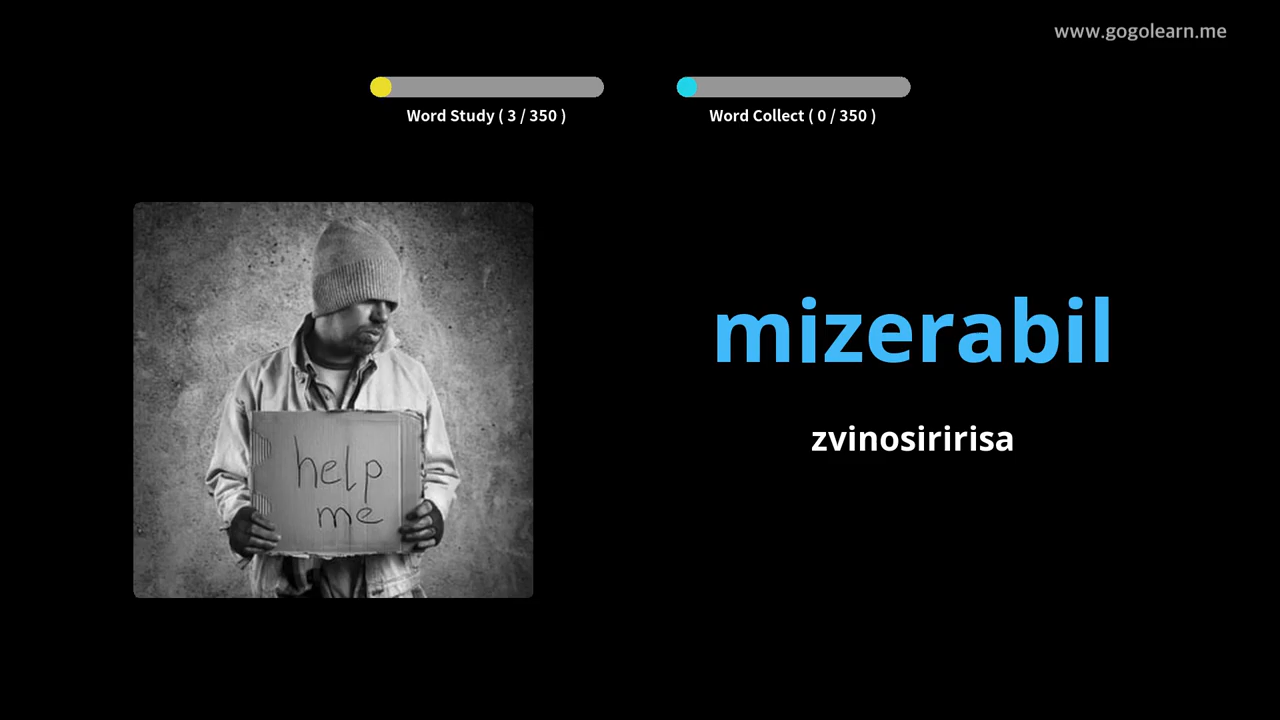 www.gogolearn.me
Word Study ( 3 / 350 )
Word Collect ( 0 / 350 )
help
me
mizerabil
zvinosiririsa